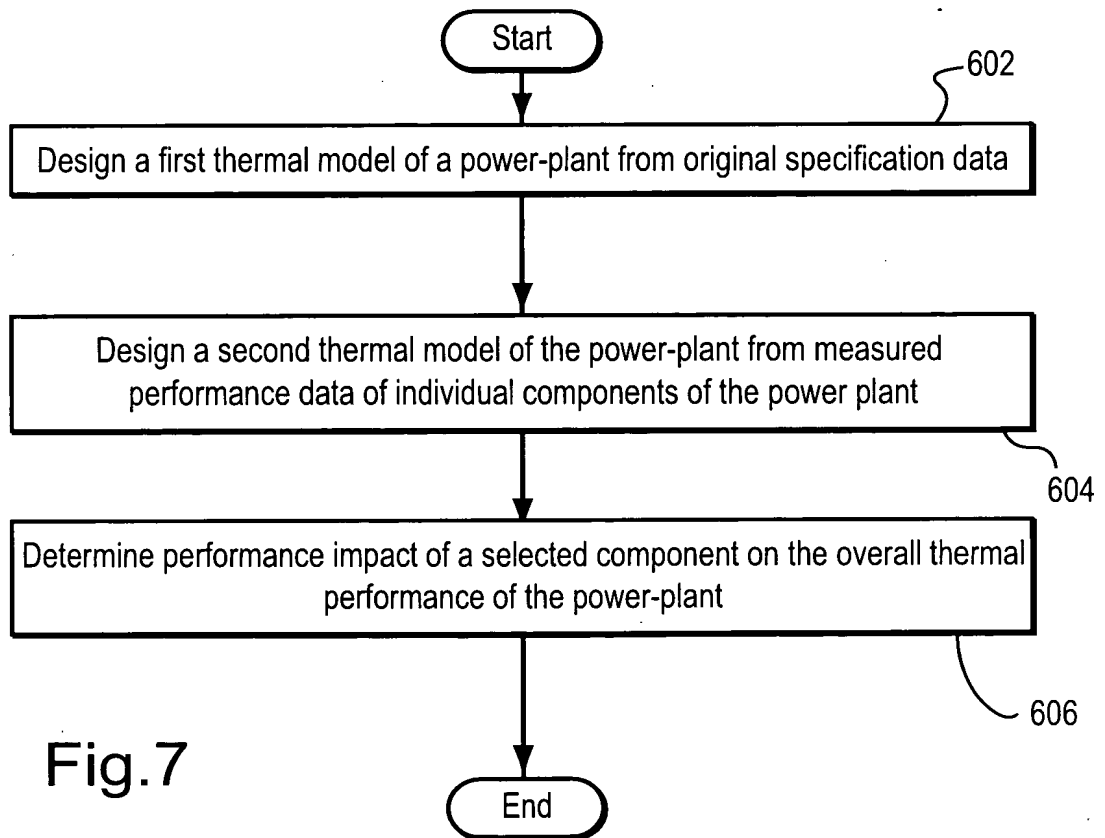 Start
602
Design a first thermal model of a power-plant from original specification data
Design a second thermal model of the power-plant from measured
performance data of individual components of the power plant
604
Determine performance impact of a selected component on the overall thermal
performance of the power-plant
606
Fig.7
End